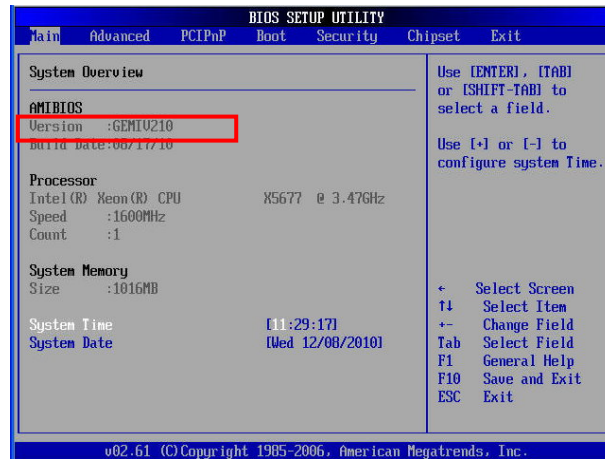 BIOS SETUP UTILITY
Main Advanced PCIPnP Boot Security Chipset Exit
System Overview
AMIBIOS
Version :GEMIV210
Build Date:08/17/10
Processor
Intel(R) Xeon(R) CPU X5677 @ 3.47GHz
Speed :1600MHz
Count :1
System Memory
Size :1016MB
System Time [11:29:17]
System Date [Wed 12/08/2010]
Use [ENTER], [TAB]
or [SHIFT-TAB] to
select a field.
Use [+] or [-] to
configure system Time.
← Select Screen
↑↓ Select Item
+- Change Field
Tab Select Field
F1 General Help
F10 Save and Exit
ESC Exit
v02.61 (C)Copyright 1985-2006, American Megatrends, Inc.